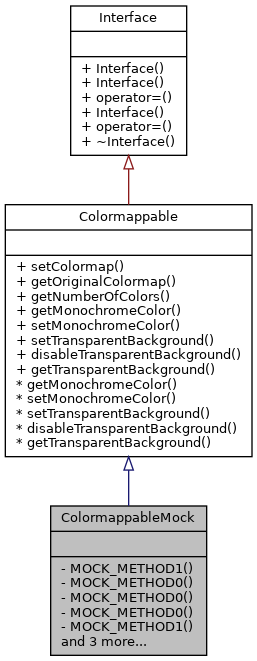 Interface
+ Interface()
+ Interface()
+ operator=()
+ Interface()
+ operator=()
+ ~Interface()
Colormappable
+ setColormap()
+ getOriginalColormap()
+ getNumberOfColors()
+ getMonochromeColor()
+ setMonochromeColor()
+ setTransparentBackground()
+ disableTransparentBackground()
+ getTransparentBackground()
* getMonochromeColor()
* setMonochromeColor()
* setTransparentBackground()
* disableTransparentBackground()
* getTransparentBackground()
ColormappableMock
- MOCK_METHOD1()
- MOCK_METHOD0()
- MOCK_METHOD0()
- MOCK_METHOD0()
- MOCK_METHOD1()
and 3 more...